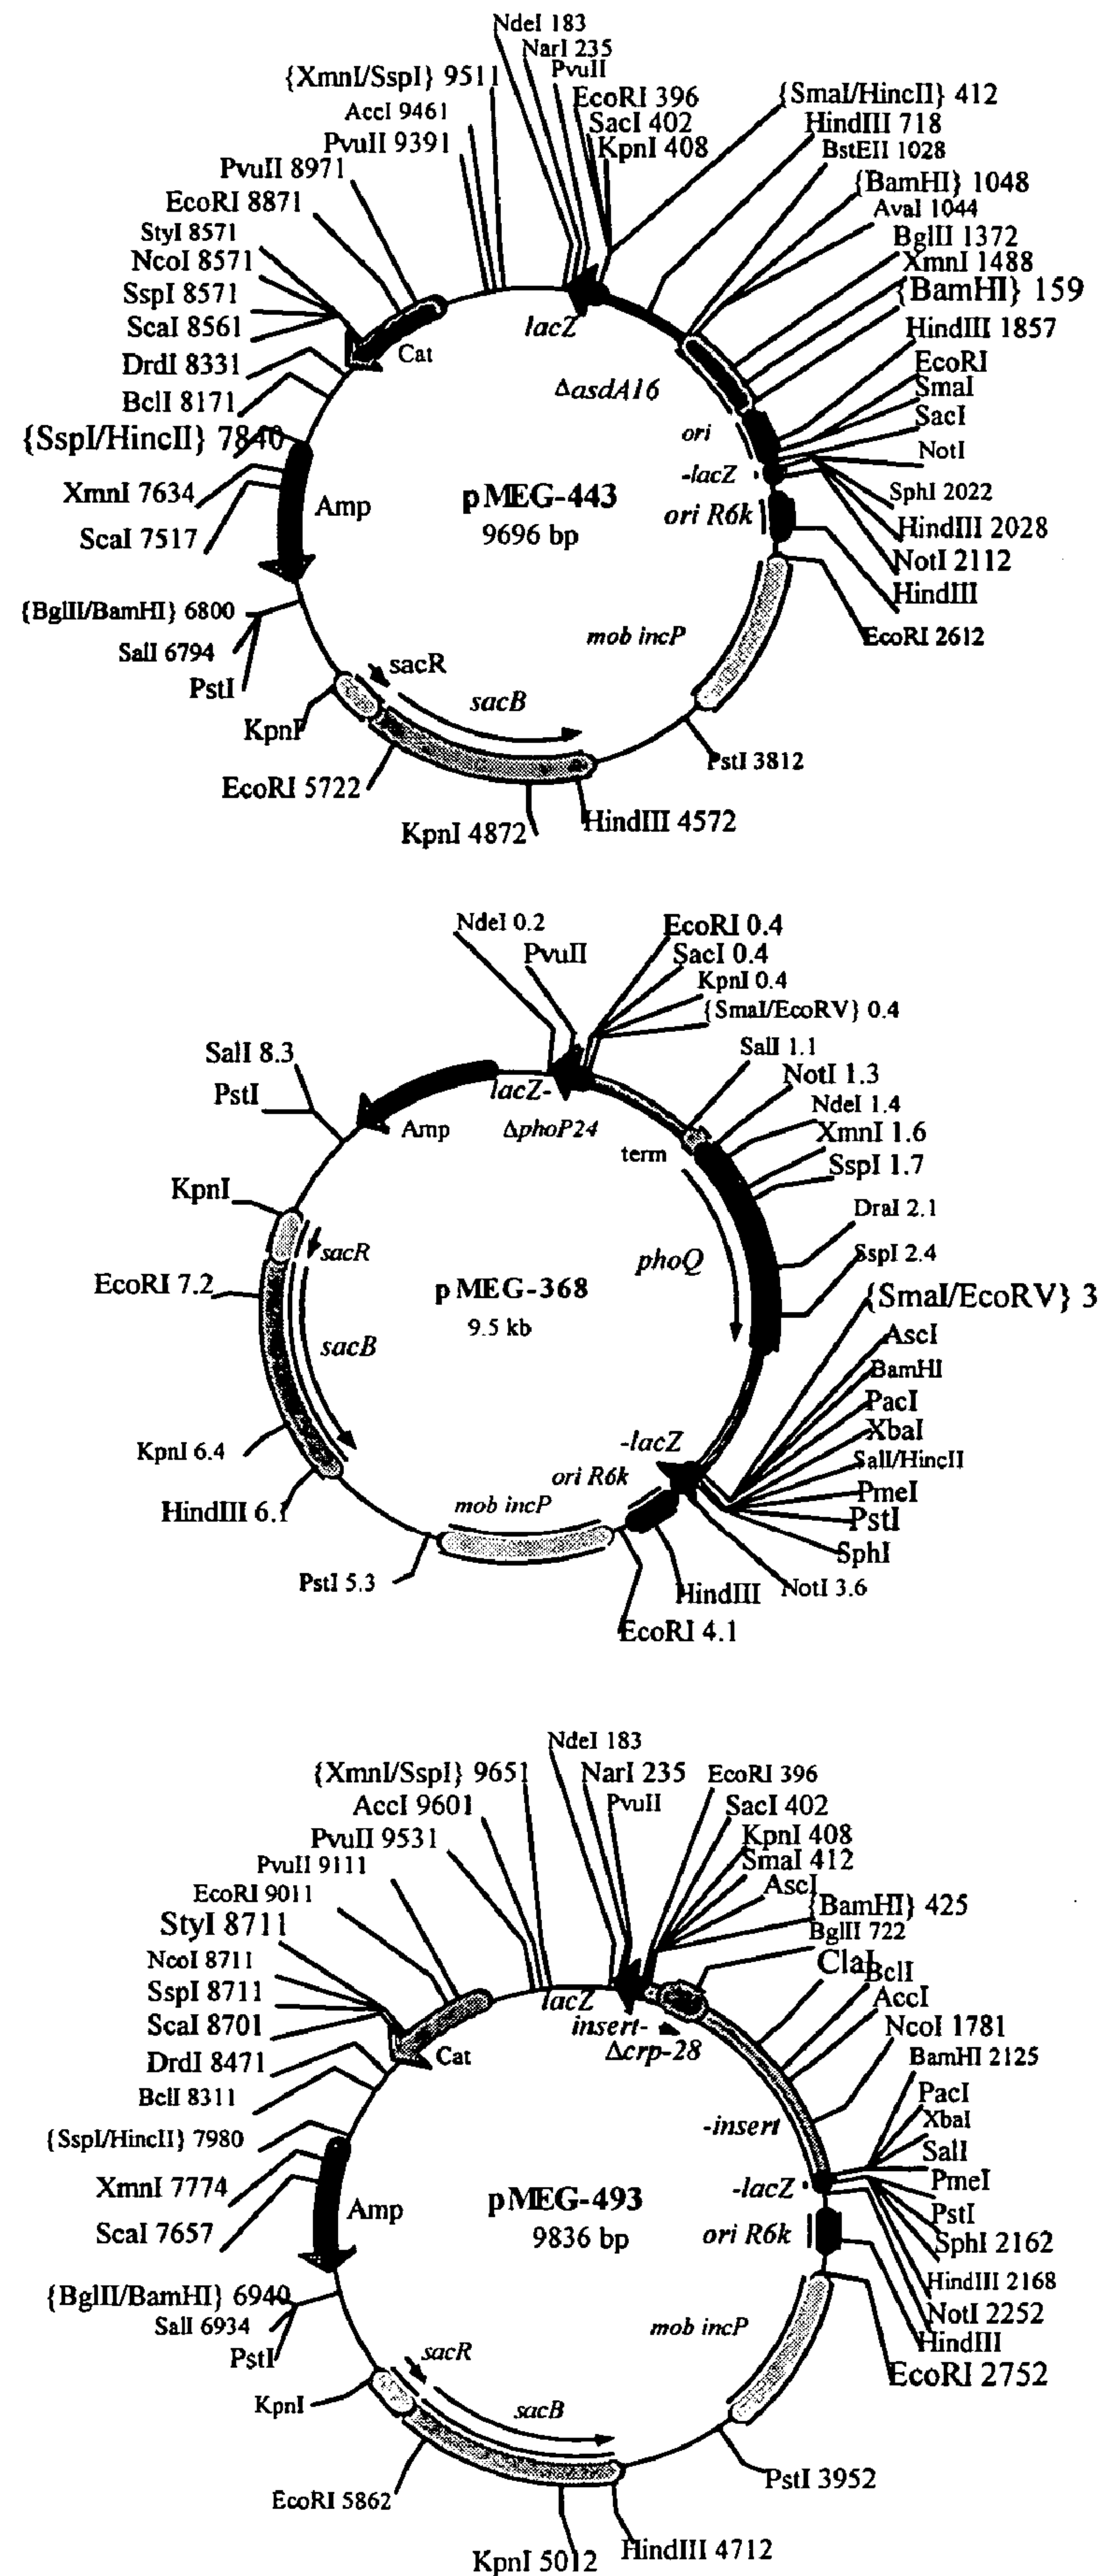 NdeI 183
NarI 235
PvuII
{XmnI/SspI} 9511
EcoRI 396
{SmaI/HincII} 412
AccI 9461
SacI 402
HindIII 718
PvuII 9391
KpnI 408
BstEII 1028
PvuII 8971
{BamHI} 1048
EcoRI 8871
AvaI 1044
StyI 8571
BglII 1372
NcoI 8571
XmnI 1488
SspI 8571
{BamHI} 159
ScaI 8561
lacZ
HindIII 1857
Cat
DrdI 8331
EcoRI
ΔasdA16
SmaI
BclI 8171
SacI
{SspI/HincII} 7840
ori
NotI
-lacZ
XmnI 7634
Amp
pMEG-443
ori R6k
SphI 2022
9696 bp
HindIII 2028
ScaI 7517
NotI 2112
HindIII
{BglII/BamHI} 6800
mob incP
EcoRI 2612
SalI 6794
sacR
PstI
sacB
KpnI
PstI 3812
EcoRI 5722
KpnI 4872
HindIII 4572
NdeI 0.2
EcoRI 0.4
PvuII
SacI 0.4
KpnI 0.4
{SmaI/EcoRV} 0.4
SalI 8.3
SalI 1.1
PstI
NotI 1.3
lacZ-
NdeI 1.4
Amp
ΔphoP24
XmnI 1.6
term
SspI 1.7
KpnI
DraI 2.1
sacR
phoQ
SspI 2.4
EcoRI 7.2
pMEG-368
{SmaI/EcoRV} 3
9.5 kb
AscI
sacB
BamHI
PacI
XbaI
KpnI 6.4
-lacZ
SalI/HincII
ori R6k
PmeI
HindIII 6.1
mob incP
PstI
SphI
PstI 5.3
HindIII
NotI 3.6
EcoRI 4.1
NdeI 183
{XmnI/SspI} 9651
NarI 235
EcoRI 396
AccI 9601
PvuII
SacI 402
PvuII 9531
KpnI 408
SmaI 412
PvuII 9111
AscI
EcoRI 9011
{BamHI} 425
StyI 8711
BglII 722
NcoI 8711
ClaI
BclI
SspI 8711
lacZ
AccI
ScaI 8701
insert-
NcoI 1781
DrdI 8471
Cat
Δcrp-28
BamHI 2125
BclI 8311
PacI
XbaI
{SspI/HincII} 7980
-insert
SalI
XmnI 7774
-lacZ
PmeI
Amp
pMEG-493
PstI
ScaI 7657
9836 bp
ori R6k
SphI 2162
HindIII 2168
{BglII/BamHI} 6940
NotI 2252
SalI 6934
mob incP
HindIII
PstI
sacR
EcoRI 2752
KpnI
sacB
PstI 3952
EcoRI 5862
KpnI 5012
HindIII 4712